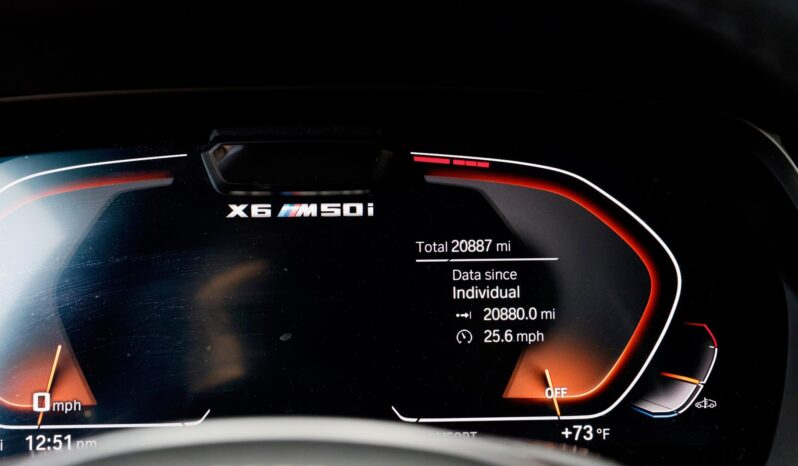 X6 M50i
Total 20887 mi
Data since
Individual
20880.0 mi
25.6 mph
OFF
0 mph
12:51 pm
+73°F